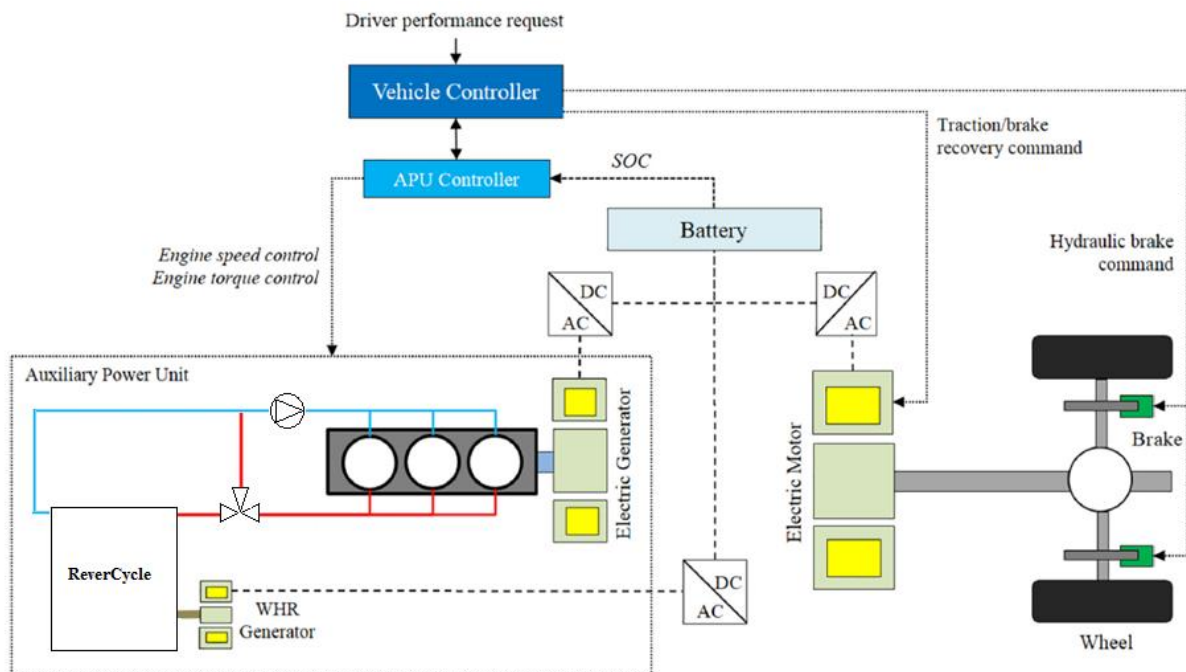 Driver performance request
Vehicle Controller
Traction/brake
recovery command
SOC
APU Controller
Battery
Hydraulic brake
command
Engine speed control
Engine torque control
DC
AC
DC
AC
Auxiliary Power Unit
Electric Generator
Electric Motor
Brake
ReverCycle
WHR
Generator
DC
AC
Wheel